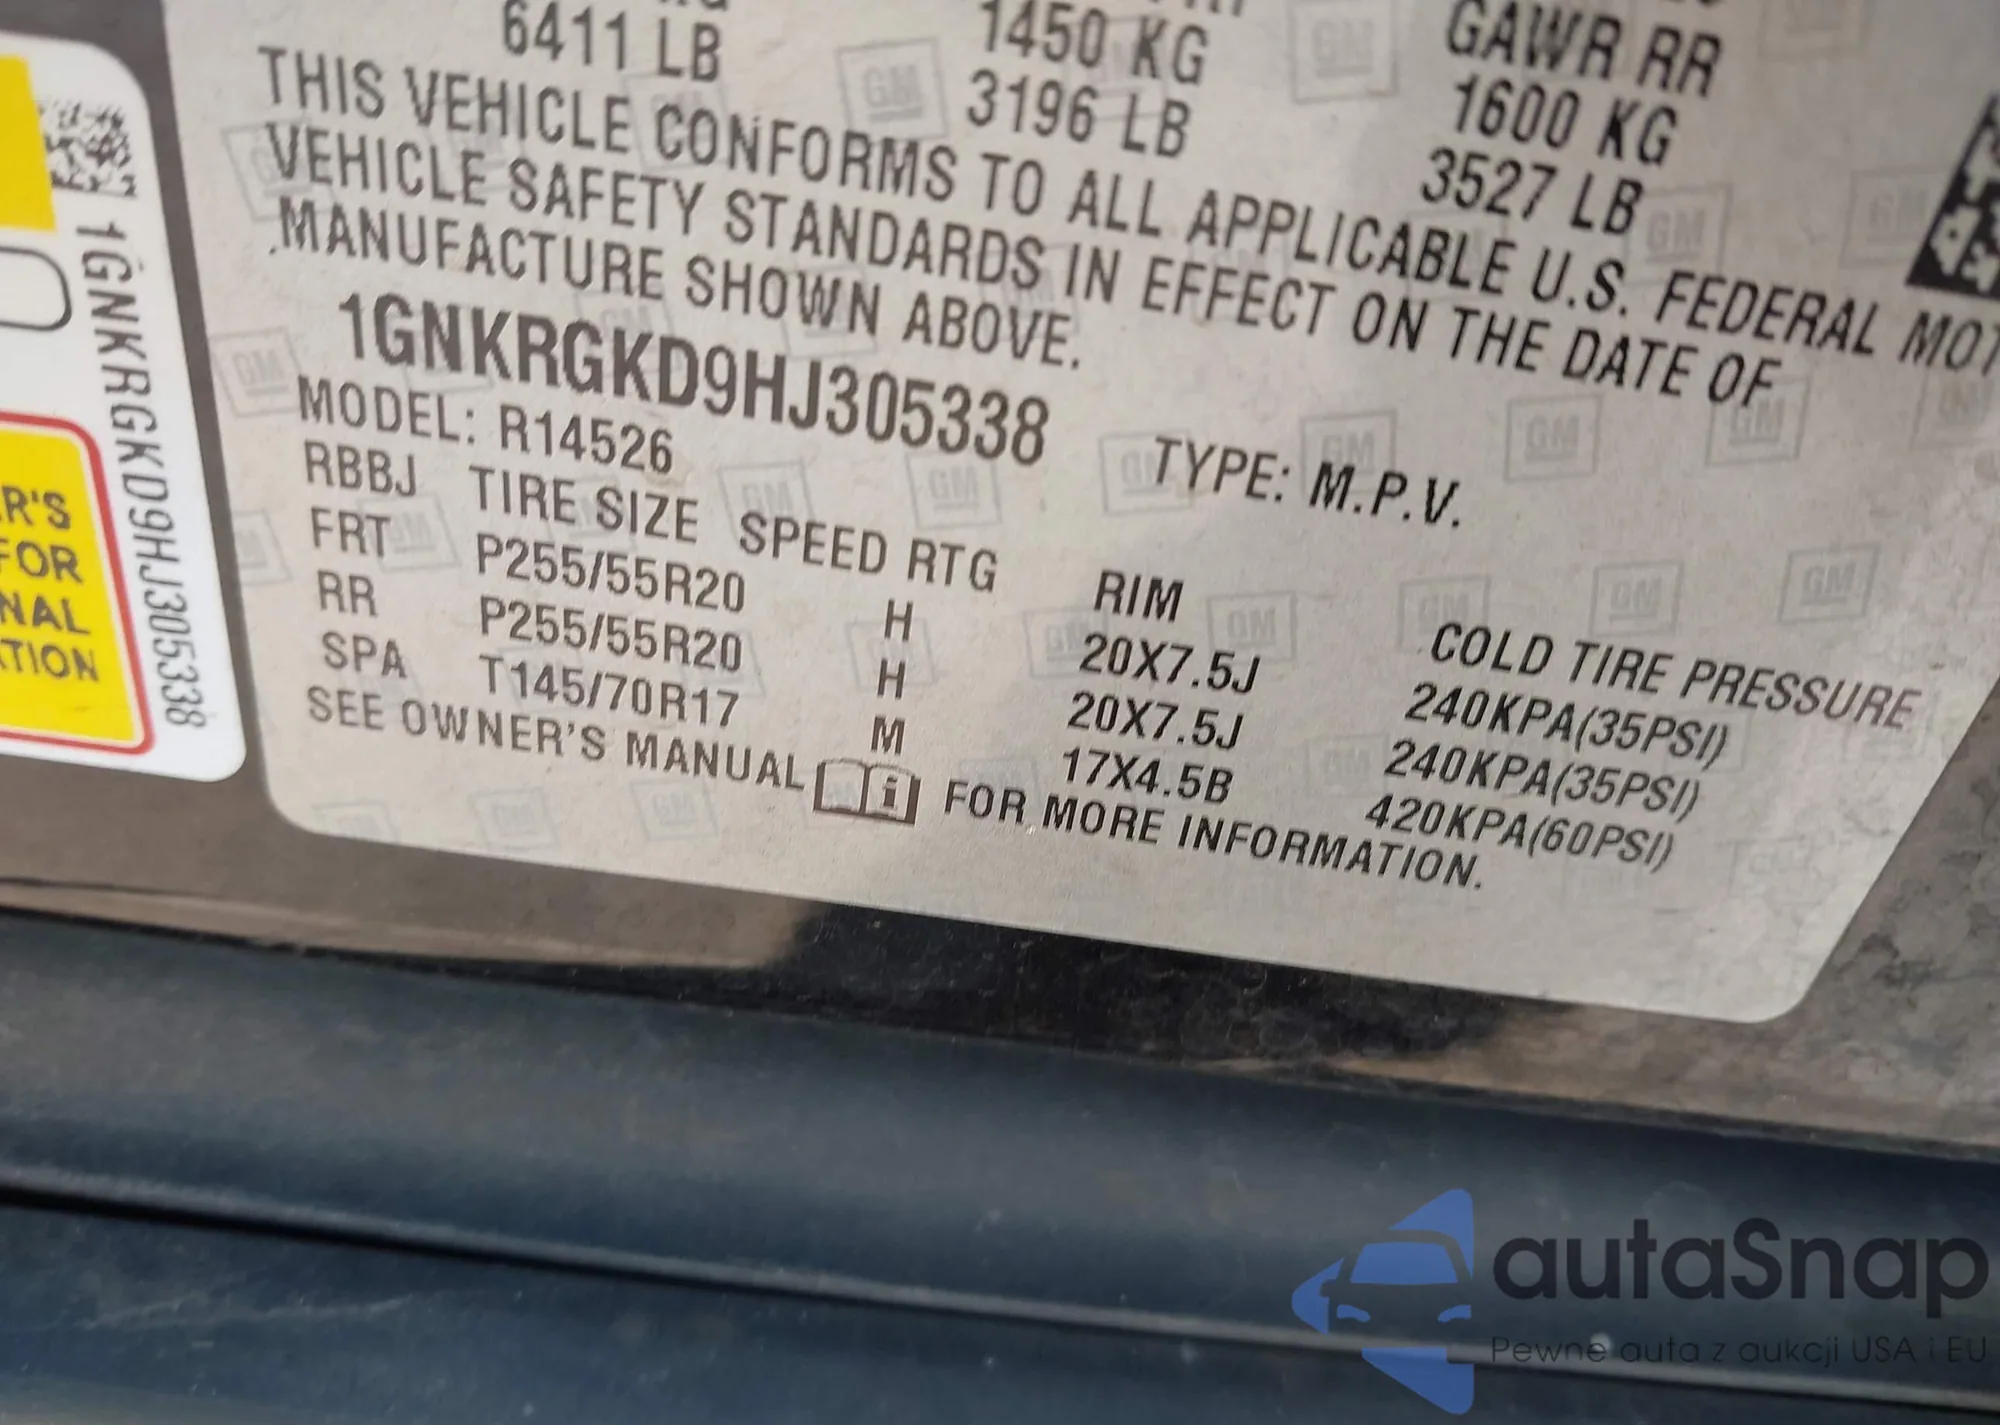 6411 LB
1450 KG
3196 LB
GAWR RR
1600 KG
3527 LB
THIS VEHICLE CONFORMS TO ALL APPLICABLE U.S. FEDERAL MOT
VEHICLE SAFETY STANDARDS IN EFFECT ON THE DATE OF
MANUFACTURE SHOWN ABOVE.
1GNKRGKD9HJ305338
TYPE: M.P.V.
MODEL: R14526
RBBJ TIRE SIZE SPEED RTG RIM COLD TIRE PRESSURE
FRT P255/55R20 H 20X7.5J 240KPA(35PSI)
RR P255/55R20 H 20X7.5J 240KPA(35PSI)
SPA T145/70R17 M 17X4.5B 420KPA(60PSI)
SEE OWNER'S MANUAL i FOR MORE INFORMATION.
1GNKRGKD9HJ305338
R'S
FOR
NAL
TION
GM
autaSnap
Pewne auta z aukcji USA i EU